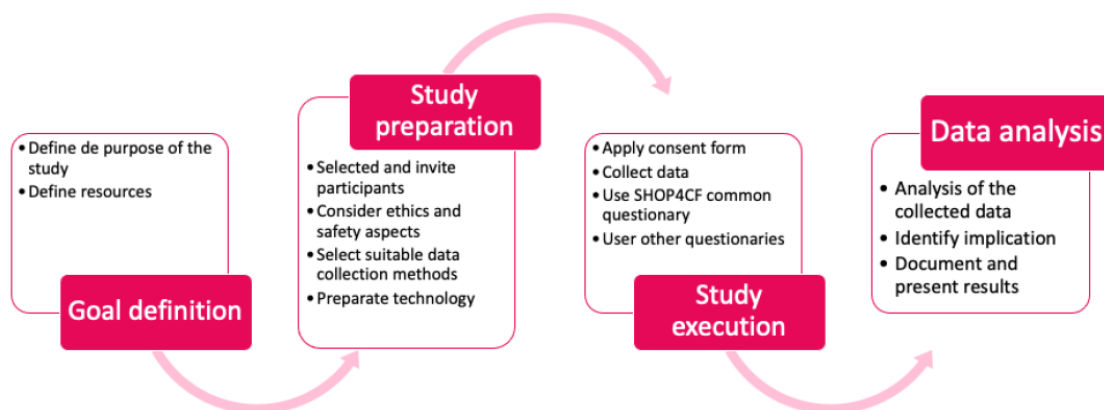 • Define de purpose of the
study
• Define resources
Goal definition
Study
preparation
• Selected and invite
participants
• Consider ethics and
safety aspects
• Select suitable data
collection methods
• Preparate technology
• Apply consent form
• Collect data
• Use SHOP4CF common
questionary
• User other questionaries
Study
execution
Data analysis
• Analysis of the
collected data
• Identify implication
• Document and
present results